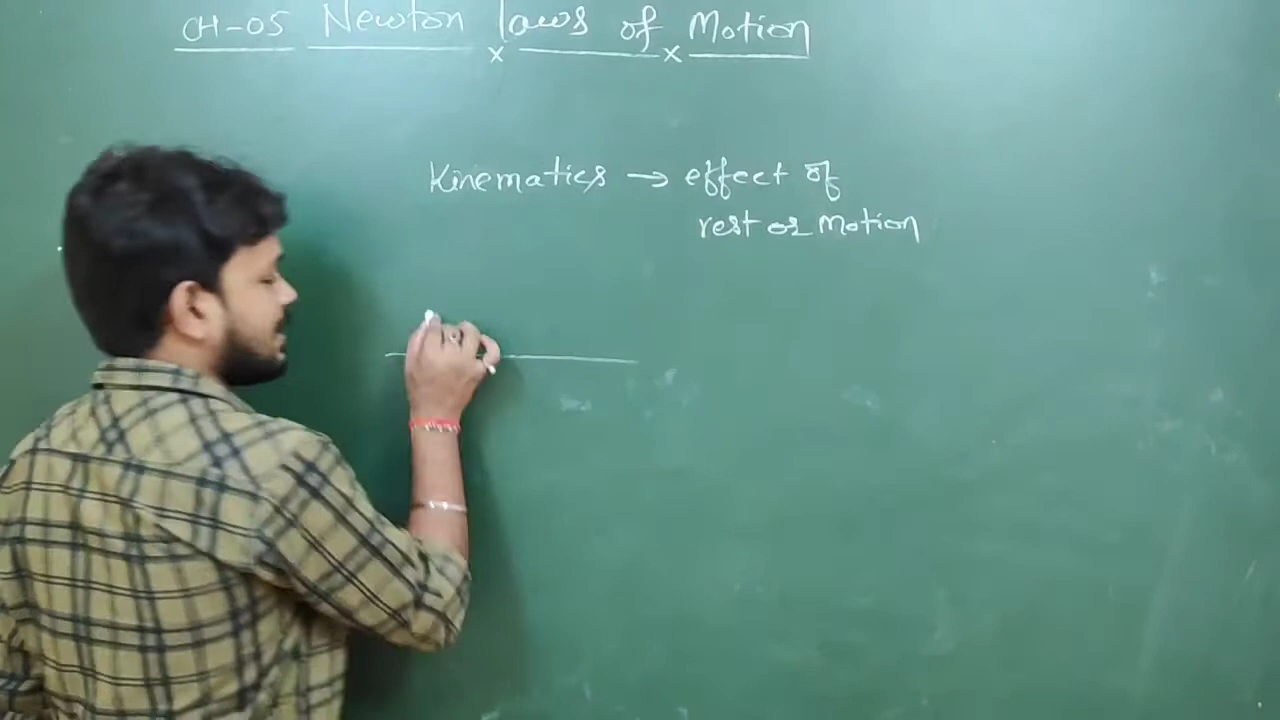 CH-05 Newton laws of Motion
Kinematics → effect of
rest or Motion